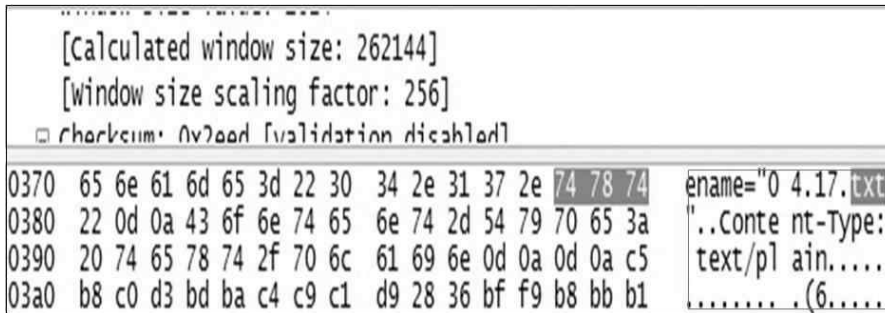 [Calculated window size: 262144]
[Window size scaling factor: 256]
Checksum: 0x2eed [validation disabled]
0370 65 6e 61 6d 65 3d 22 30 34 2e 31 37 2e 74 78 74 ename="0 4.17.txt
0380 22 0d 0a 43 6f 6e 74 65 6e 74 2d 54 79 70 65 3a "..Conte nt-Type:
0390 20 74 65 78 74 2f 70 6c 61 69 6e 0d 0a 0d 0a c5 text/pl ain.....
03a0 b8 c0 d3 bd ba c4 c9 c1 d9 28 36 bf f9 b8 bb b1 ........ .(6.....